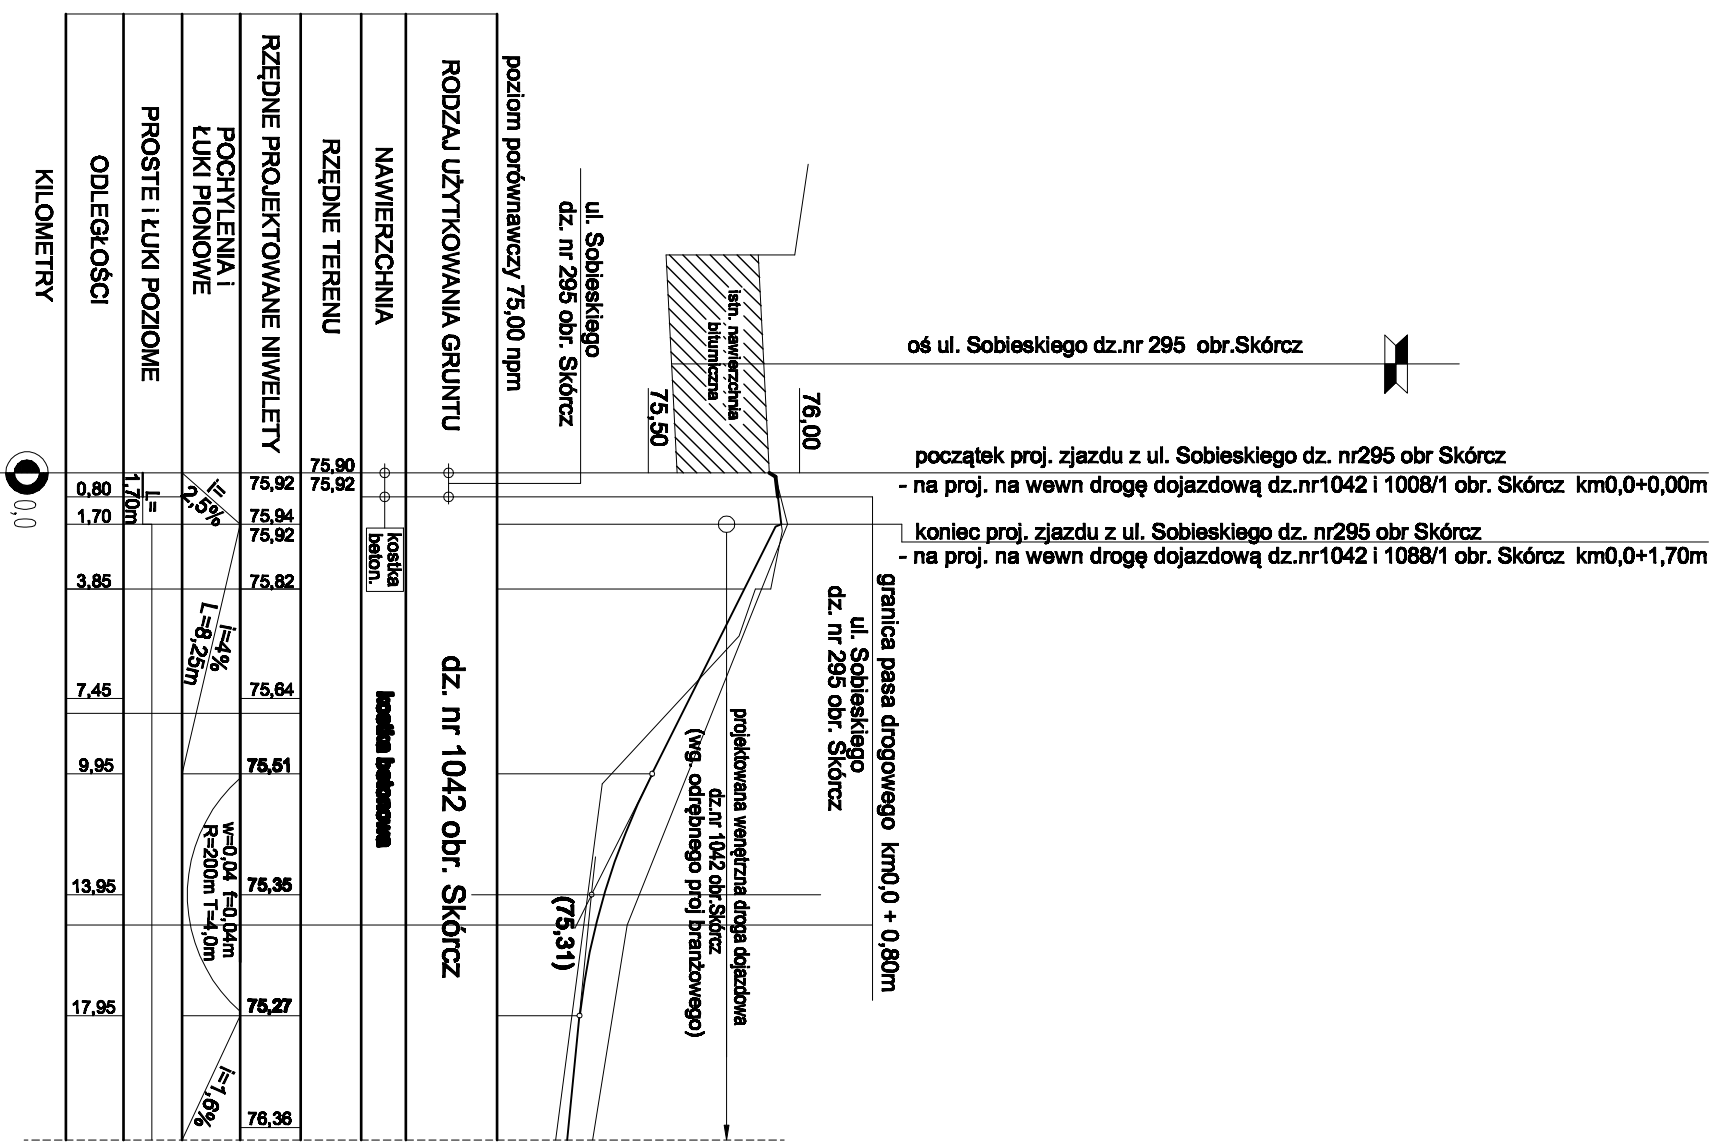 oś ul. Sobieskiego dz.nr 295 obr.Skórcz
początek proj. zjazdu z ul. Sobieskiego dz. nr295 obr Skórcz
- na proj. na wewn drogę dojazdową dz.nr1042 i 1008/1 obr. Skórcz km0,0+0,00m
koniec proj. zjazdu z ul. Sobieskiego dz. nr295 obr Skórcz
- na proj. na wewn drogę dojazdową dz.nr1042 i 1088/1 obr. Skórcz km0,0+1,70m
granica pasa drogowego km0,0 + 0,80m
ul. Sobieskiego
dz. nr 295 obr. Skórcz
76,00
istn. nawierzchnia
bitumiczna
75,50
projektowana wenętrzna droga dojazdowa
dz.nr 1042 obr.Skórcz
(wg. odrębnego proj branżowego)
ul. Sobieskiego
dz. nr 295 obr. Skórcz
(75,31)
poziom porównawczy 75,00 npm
RODZAJ UŻYTKOWANIA GRUNTU
dz. nr 1042 obr. Skórcz
NAWIERZCHNIA
kostka
beton.
kostka betonowa
RZĘDNE TERENU
75,90
75,92
RZĘDNE PROJEKTOWANE NIWELETY
75,92
75,94
75,92
75,82
75,64
75,51
75,35
75,27
76,36
POCHYLENIA i
ŁUKI PIONOWE
i=
2,5%
i=4%
L=8,25m
w=0,04 f=0,04m
R=200m T=4,0m
i=1,6%
PROSTE i ŁUKI POZIOME
L=
1,70m
ODLEGŁOŚCI
0,80
1,70
3,85
7,45
9,95
13,95
17,95
KILOMETRY
0,0